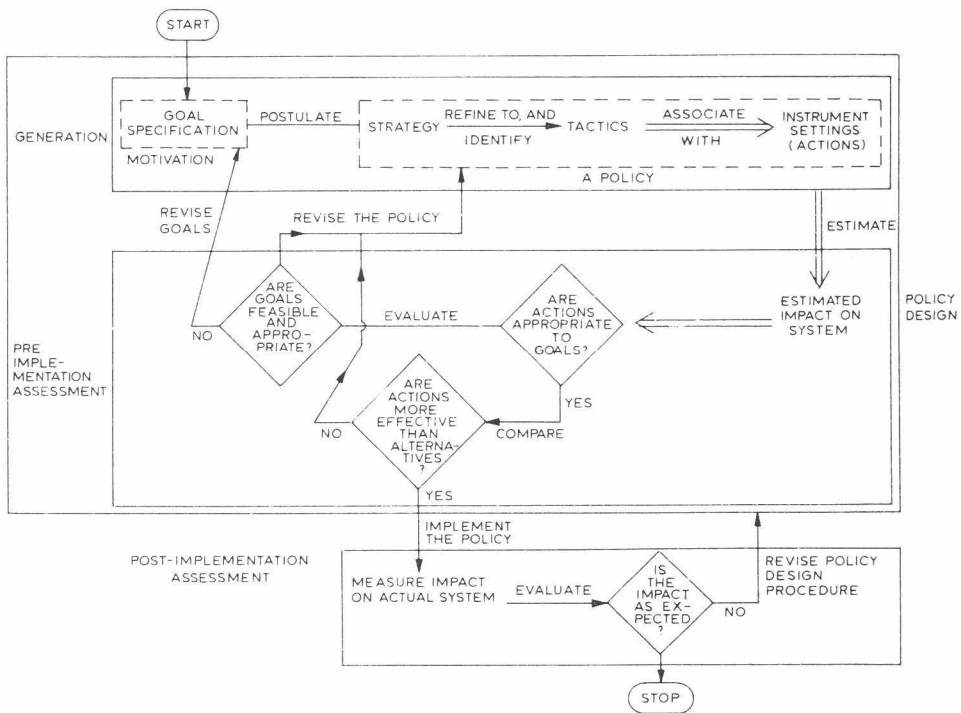 START
GENERATION
GOAL
SPECIFICATION
MOTIVATION
POSTULATE
STRATEGY
REFINE TO, AND
IDENTIFY
TACTICS
ASSOCIATE
WITH
INSTRUMENT
SETTINGS
(ACTIONS)
A POLICY
REVISE
GOALS
REVISE THE POLICY
ESTIMATE
POLICY
DESIGN
PRE
IMPLE-
MENTATION
ASSESSMENT
ARE
GOALS
FEASIBLE
AND
APPRO-
PRIATE?
NO
EVALUATE
ARE
ACTIONS
APPROPRIATE
TO
GOALS?
ESTIMATED
IMPACT ON
SYSTEM
YES
COMPARE
ARE
ACTIONS
MORE
EFFECTIVE
THAN
ALTERNA-
TIVES
?
NO
YES
IMPLEMENT
THE POLICY
POST-IMPLEMENTATION
ASSESSMENT
MEASURE IMPACT
ON ACTUAL SYSTEM
EVALUATE
IS
THE
IMPACT
AS EX-
PECTED
?
NO
REVISE POLICY
DESIGN
PROCEDURE
STOP